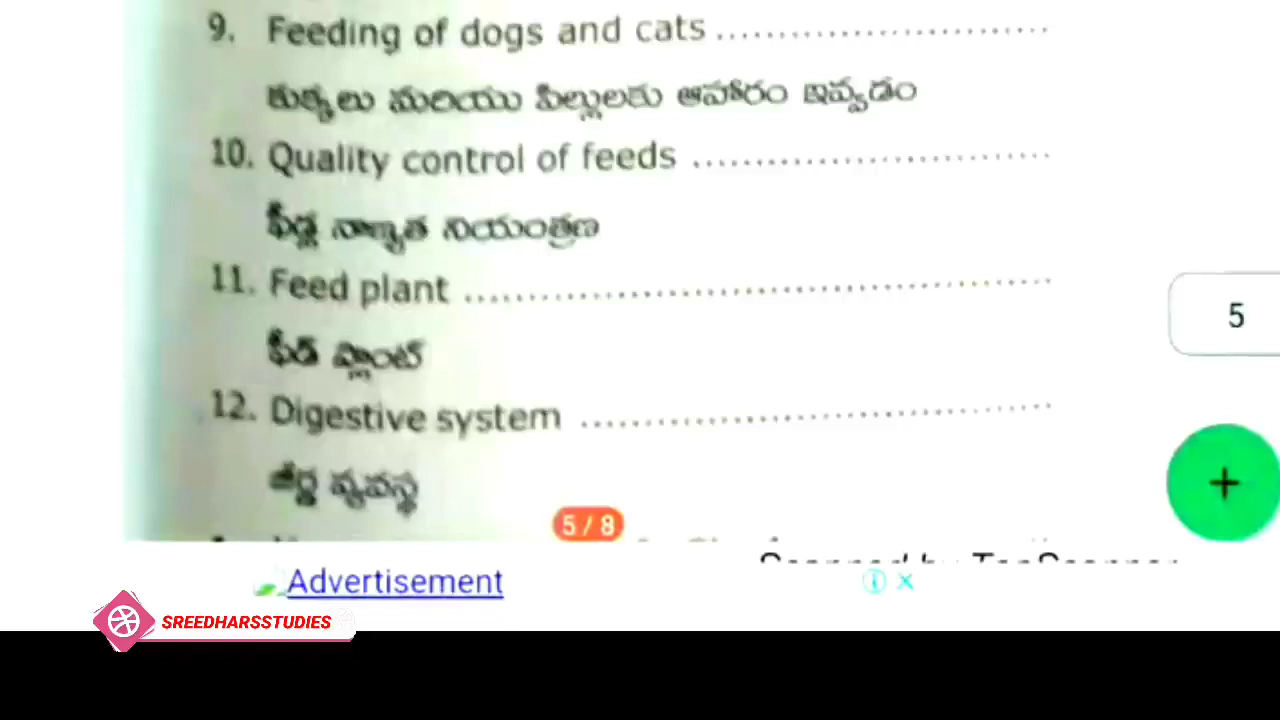 9. Feeding of dogs and cats ............................
కుక్కలు మరియు పిల్లులకు ఆహారం ఇవ్వడం
10. Quality control of feeds ..............................
ఫీడ్ల నాణ్యత నియంత్రణ
11. Feed plant .................................................
5
ఫీడ్ ప్లాంట్
12. Digestive system .......................................
జీర్ణ వ్యవస్థ
+
5 / 8
Advertisement
SREEDHARSSTUDIES